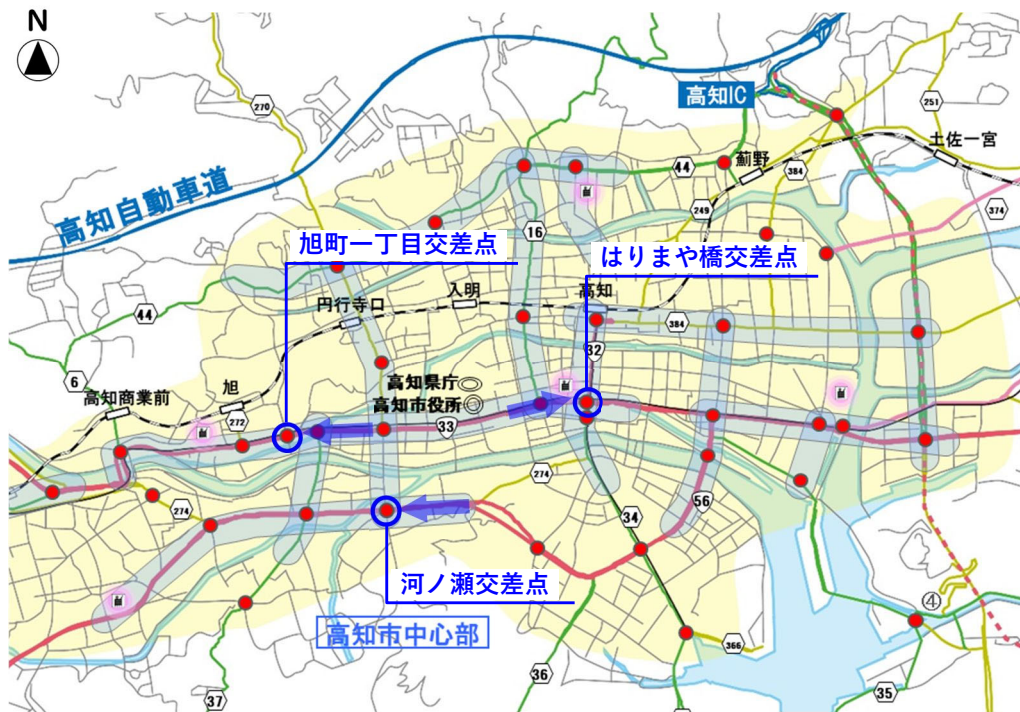 N
270
高知IC
251
土佐一宮
薊野
44
384
高知自動車道
249
374
16
旭町一丁目交差点
はりまや橋交差点
入明
高知
円行寺口
44
384
32
6
高知県庁
高知商業前
旭
高知市役所
272
33
274
56
274
34
河ノ瀬交差点
④
高知市中心部
366
36
35
37